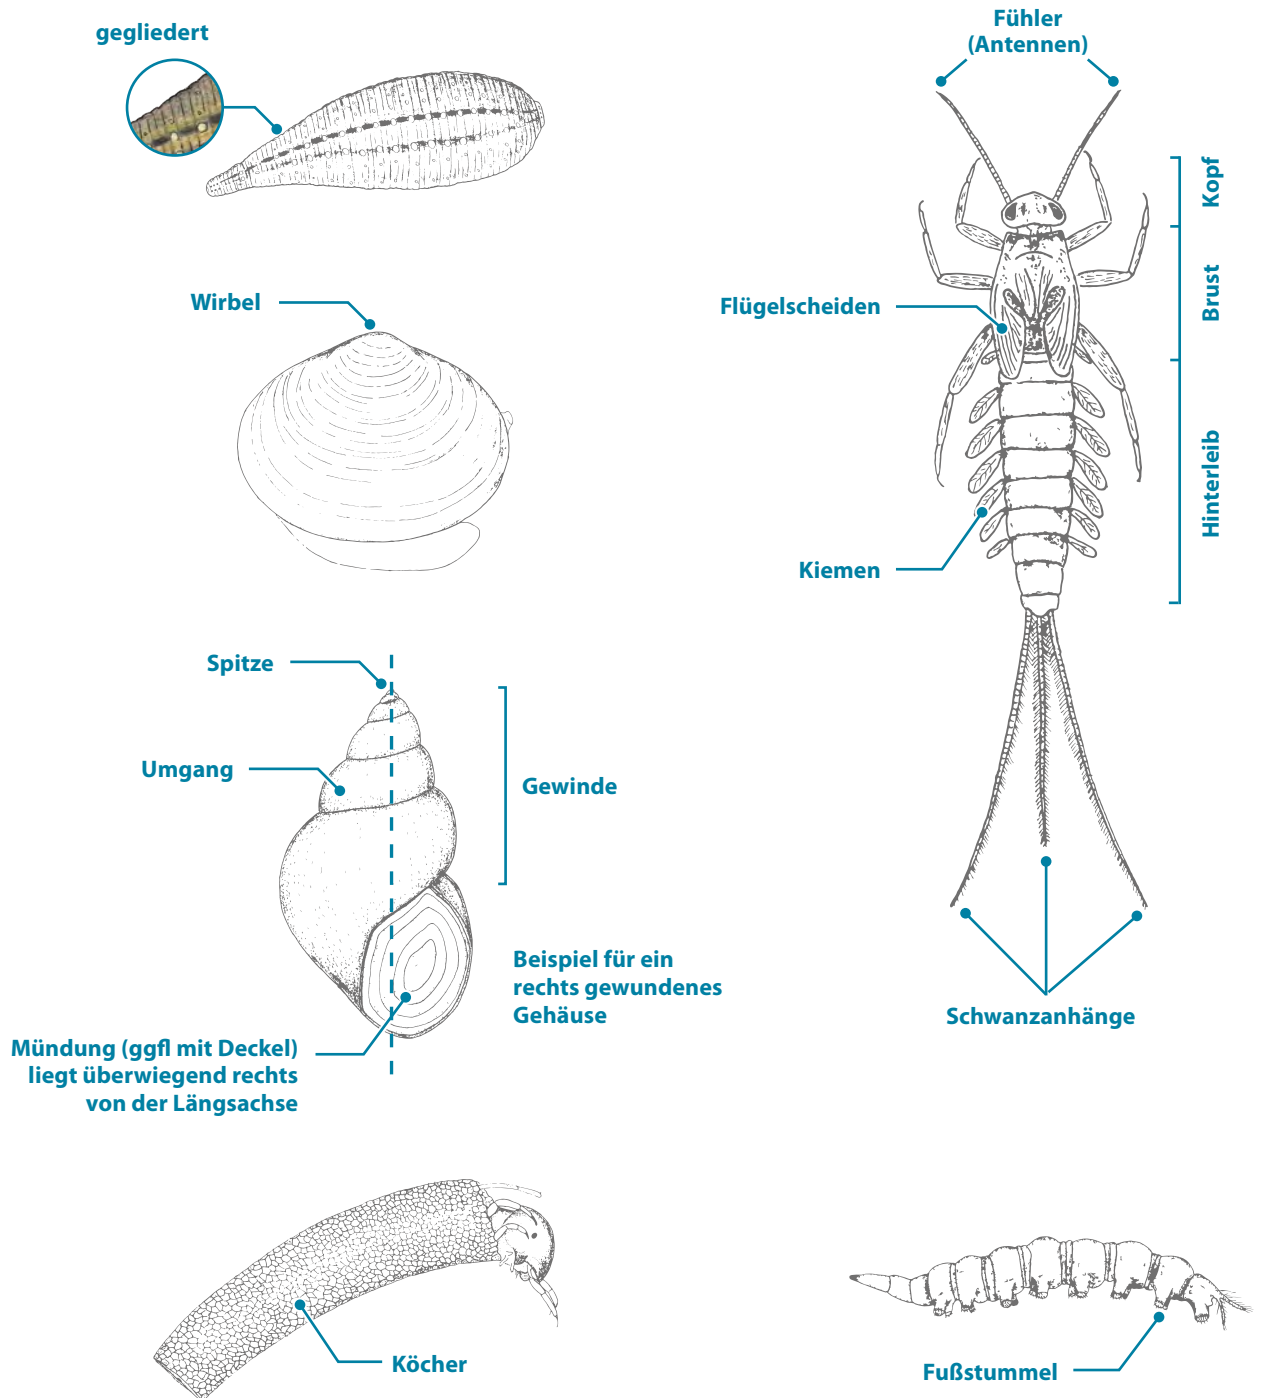 gegliedert
Wirbel
Spitze
Umgang
Gewinde
Beispiel für ein
rechts gewundenes
Gehäuse
Mündung (ggfl mit Deckel)
liegt überwiegend rechts
von der Längsachse
Köcher
Fühler
(Antennen)
Kopf
Brust
Flügelscheiden
Hinterleib
Kiemen
Schwanzanhänge
Fußstummel